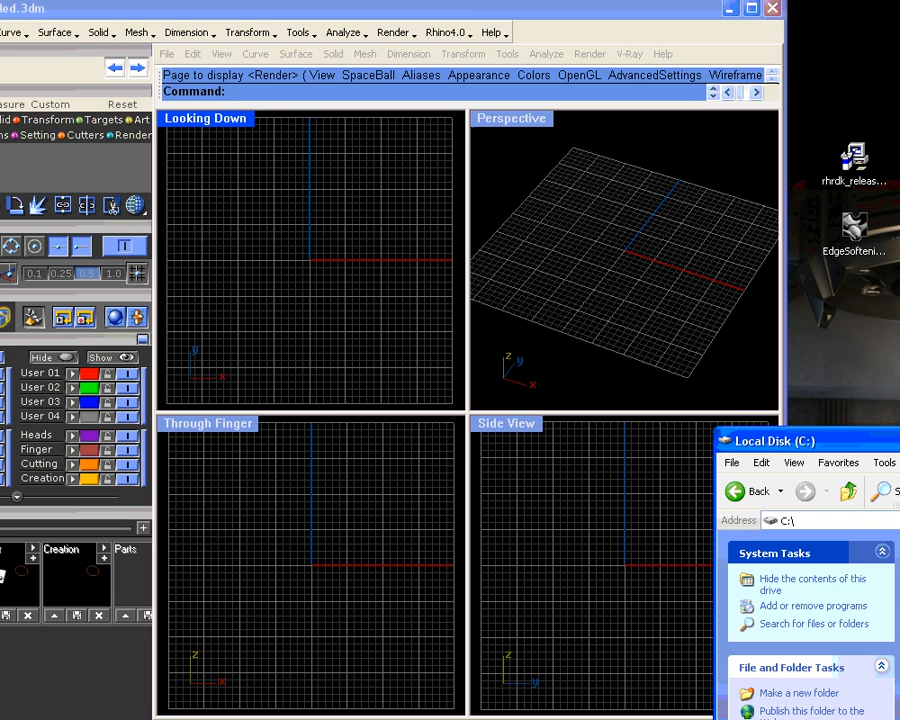 led.3dm
urve Surface Solid Mesh Dimension Transform Tools Analyze Render Rhino4.0 Help
File Edit View Curve Surface Solid Mesh Dimension Transform Tools Analyze Render V-Ray Help
Page to display <Render> ( View SpaceBall Aliases Appearance Colors OpenGL AdvancedSettings Wireframe
Command:
asure Custom Reset
lid Transform Targets Art
ns Setting Cutters Render
Looking Down
Perspective
rhrdk_releas...
EdgeSofteni...
0.1 0.25 0.5 1.0
y
x
z
y
x
Hide Show
User 01
User 02
User 03
User 04
Heads
Finger
Cutting
Creation
Through Finger
Side View
Creation
Parts
z
x
z
y
Local Disk (C:)
File Edit View Favorites Tools
Back S
Address C:\
System Tasks
Hide the contents of this
drive
Add or remove programs
Search for files or folders
File and Folder Tasks
Make a new folder
Publish this folder to the